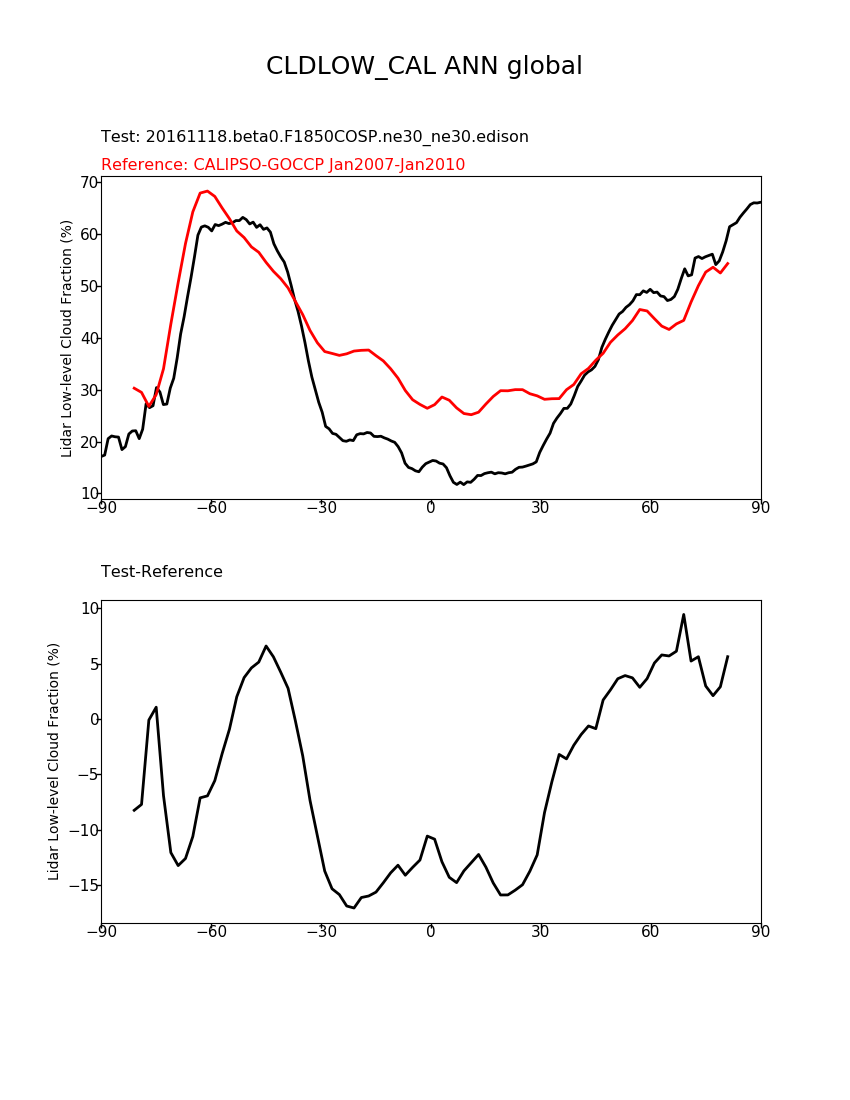 CLDLOW_CAL ANN global
Test: 20161118.beta0.F1850COSP.ne30_ne30.edison
Reference: CALIPSO-GOCCP Jan2007-Jan2010
Lidar Low-level Cloud Fraction (%)
70
60
50
40
30
20
10
−90 −60 −30 0 30 60 90
Test-Reference
Lidar Low-level Cloud Fraction (%)
10
5
0
−5
−10
−15
−90 −60 −30 0 30 60 90